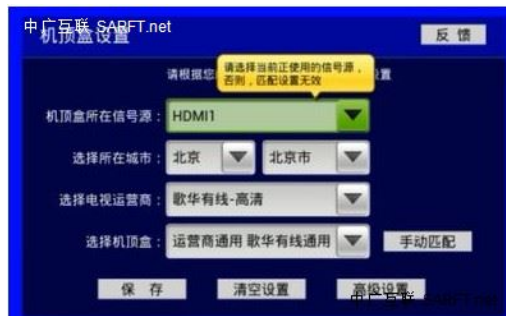 中广互联 SARFT.net
机顶盒设置
反 馈
请选择当前正使用的信号源，
否则，匹配设置无效
请根据您
置
机顶盒所在信号源：
HDMI1
选择所在城市：
北京
北京市
选择电视运营商：
歌华有线-高清
选择机顶盒：
运营商通用 歌华有线通用
手动匹配
保 存
清空设置
高级设置
中广互联 SARFT.net